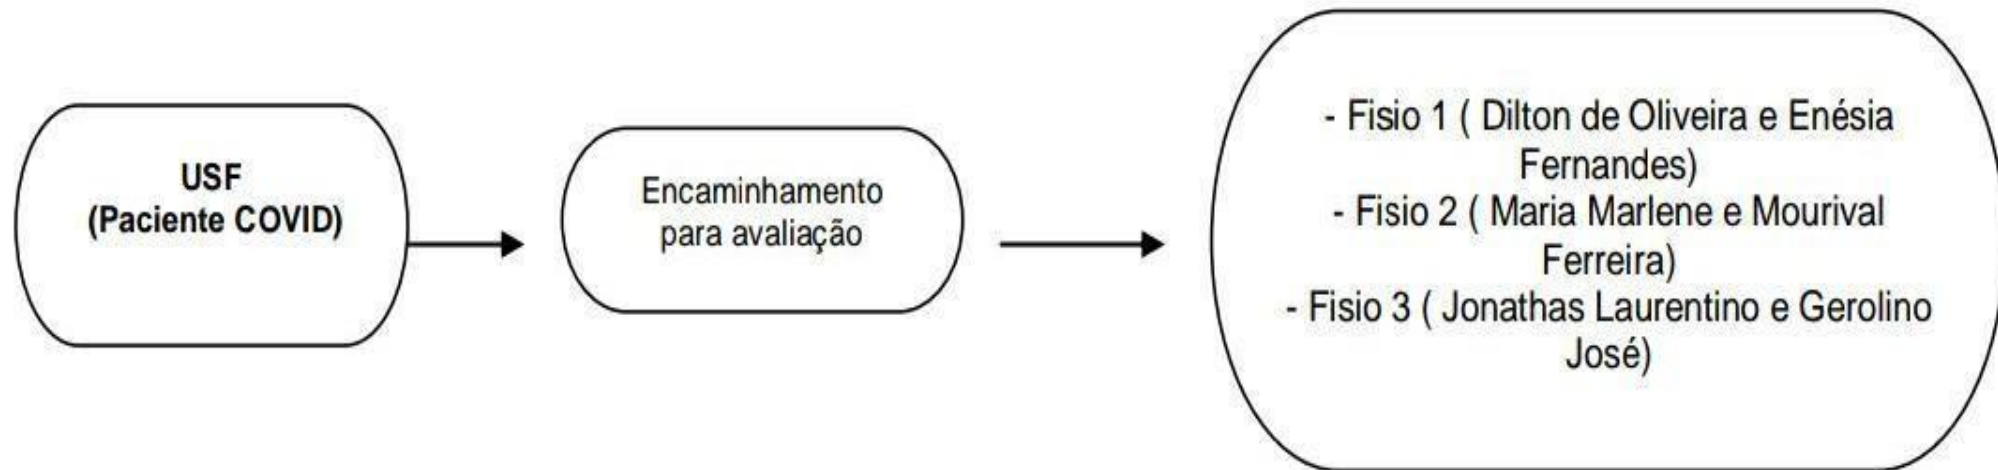 USF
(Paciente COVID)
Encaminhamento
para avaliação
- Fisio 1 ( Dilton de Oliveira e Enésia
Fernandes)
- Fisio 2 ( Maria Marlene e Mourival
Ferreira)
- Fisio 3 ( Jonathas Laurentino e Gerolino
José)